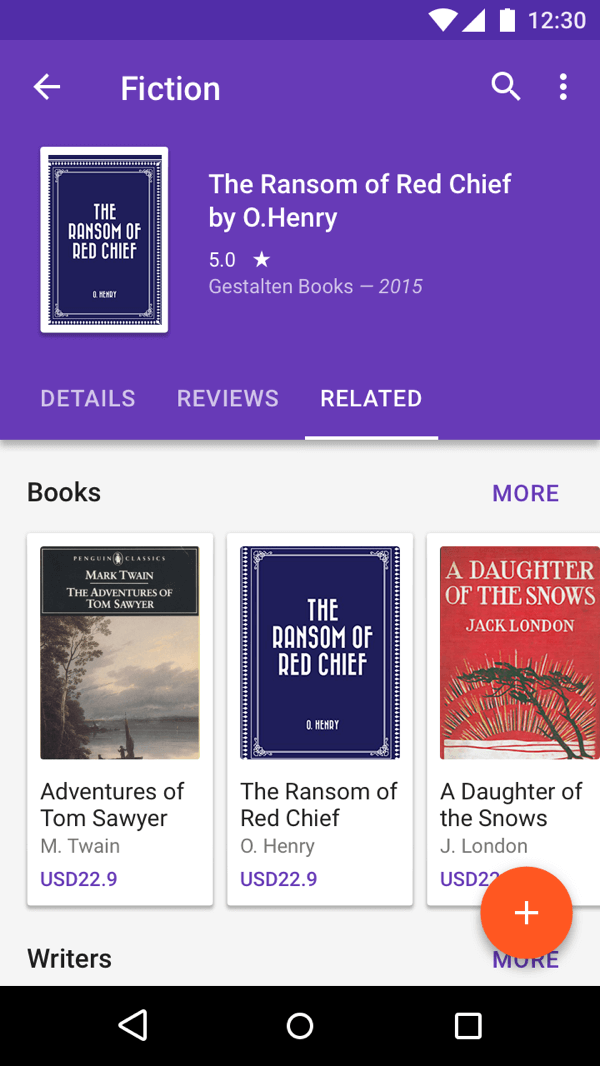 12:30
Fiction
THE
RANSOM OF
RED CHIEF
O. HENRY
The Ransom of Red Chief
by O.Henry
5.0 ★
Gestalten Books — 2015
DETAILS REVIEWS RELATED
Books MORE
PENGUIN CLASSICS
MARK TWAIN
THE ADVENTURES OF
TOM SAWYER
Adventures of
Tom Sawyer
M. Twain
USD22.9
THE
RANSOM OF
RED CHIEF
O. HENRY
The Ransom of
Red Chief
O. Henry
USD22.9
A DAUGHTER
OF THE SNOWS
JACK LONDON
A Daughter of
the Snows
J. London
USD22
Writers MORE